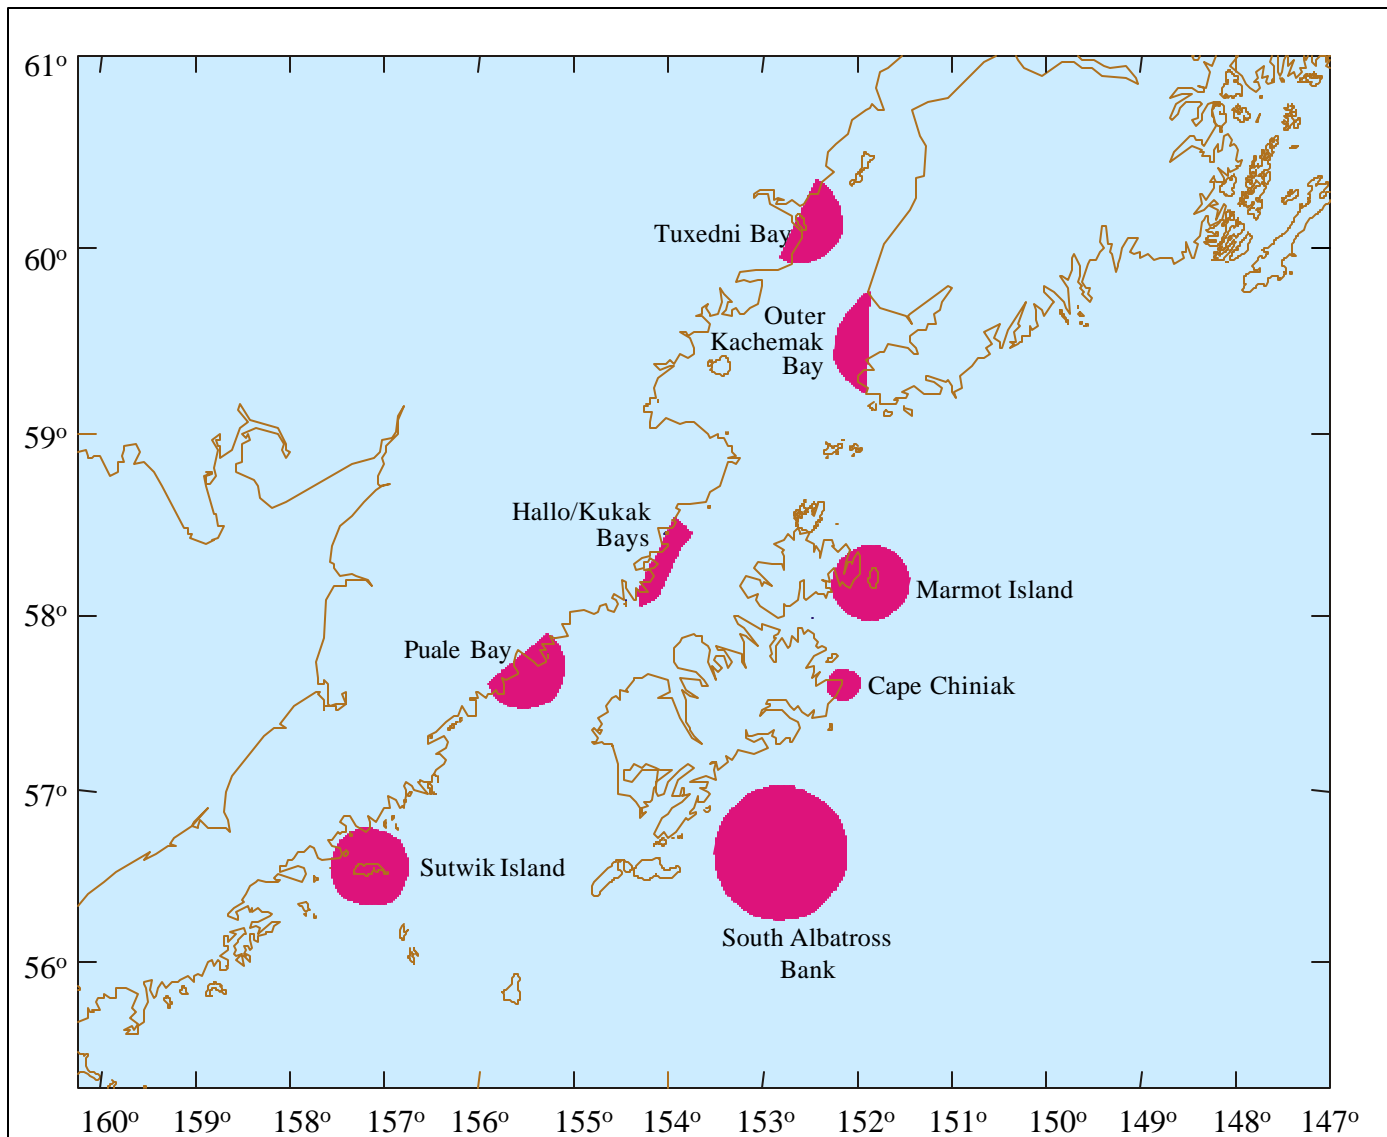 61°
60°
Tuxedni Bay
Outer
Kachemak
Bay
59°
Hallo/Kukak
Bays
58°
Marmot Island
Puale Bay
Cape Chiniak
57°
Sutwik Island
South Albatross
Bank
56°
160° 159° 158° 157° 156° 155° 154° 153° 152° 151° 150° 149° 148° 147°